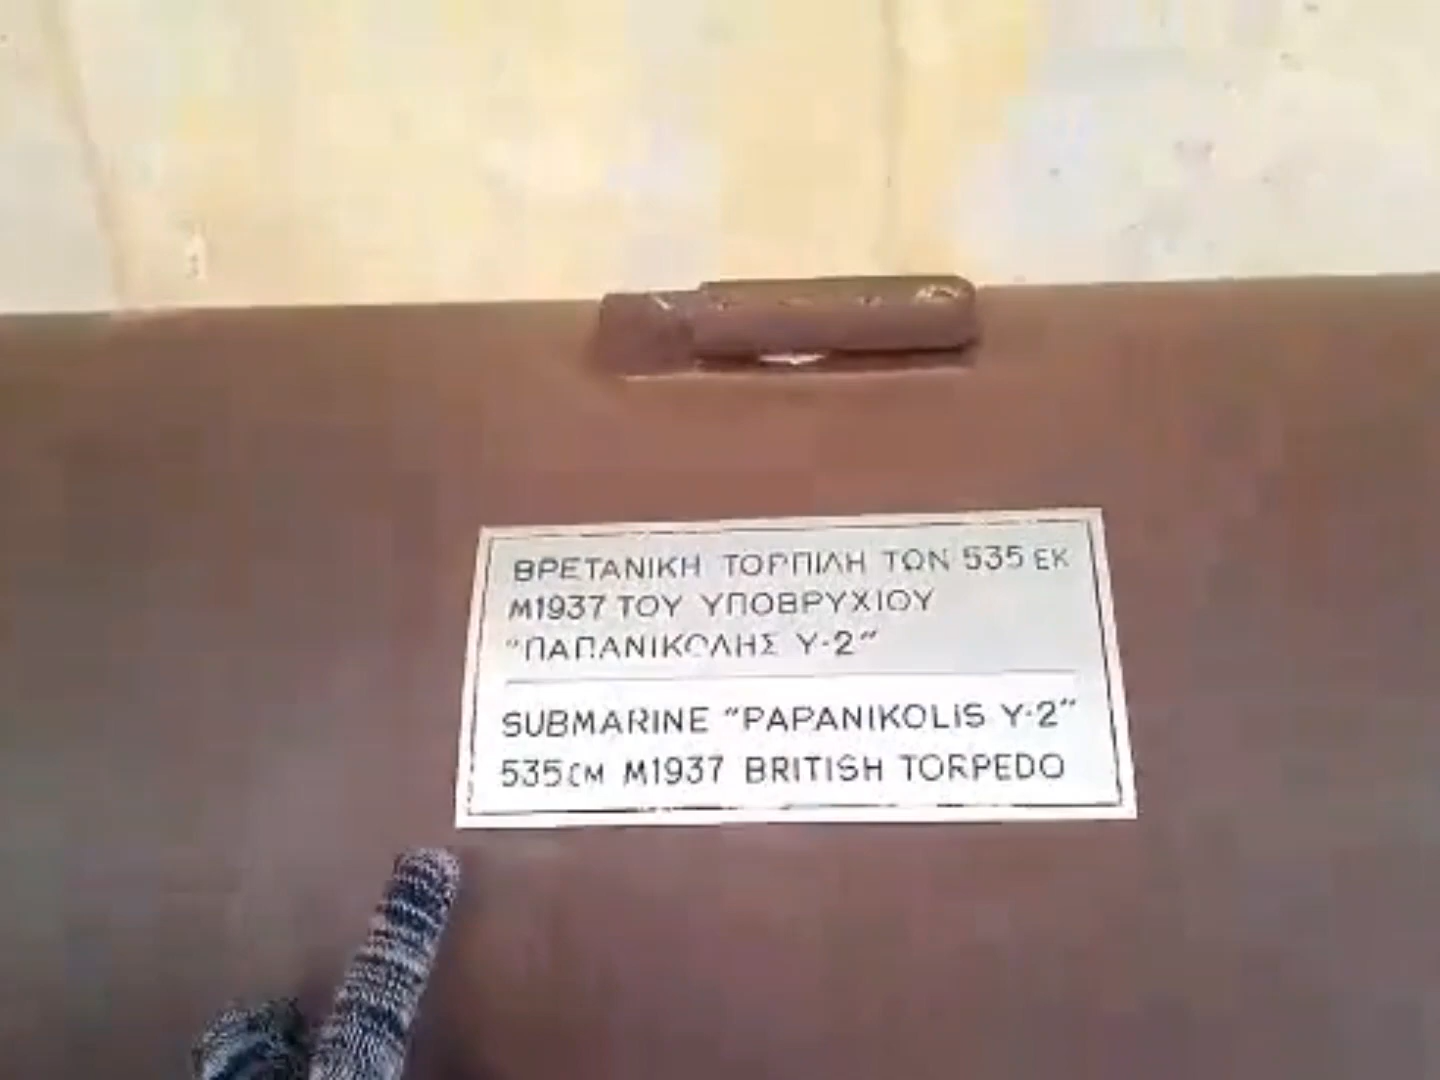 ΒΡΕΤΑΝΙΚΗ ΤΟΡΠΙΛΗ ΤΩΝ 535 ΕΚ
Μ1937 ΤΟΥ ΥΠΟΒΡΥΧΙΟΥ
"ΠΑΠΑΝΙΚΟΛΗΣ Υ-2"
SUBMARINE "PAPANIKOLiS Y-2"
535CM M1937 BRITISH TORPEDO